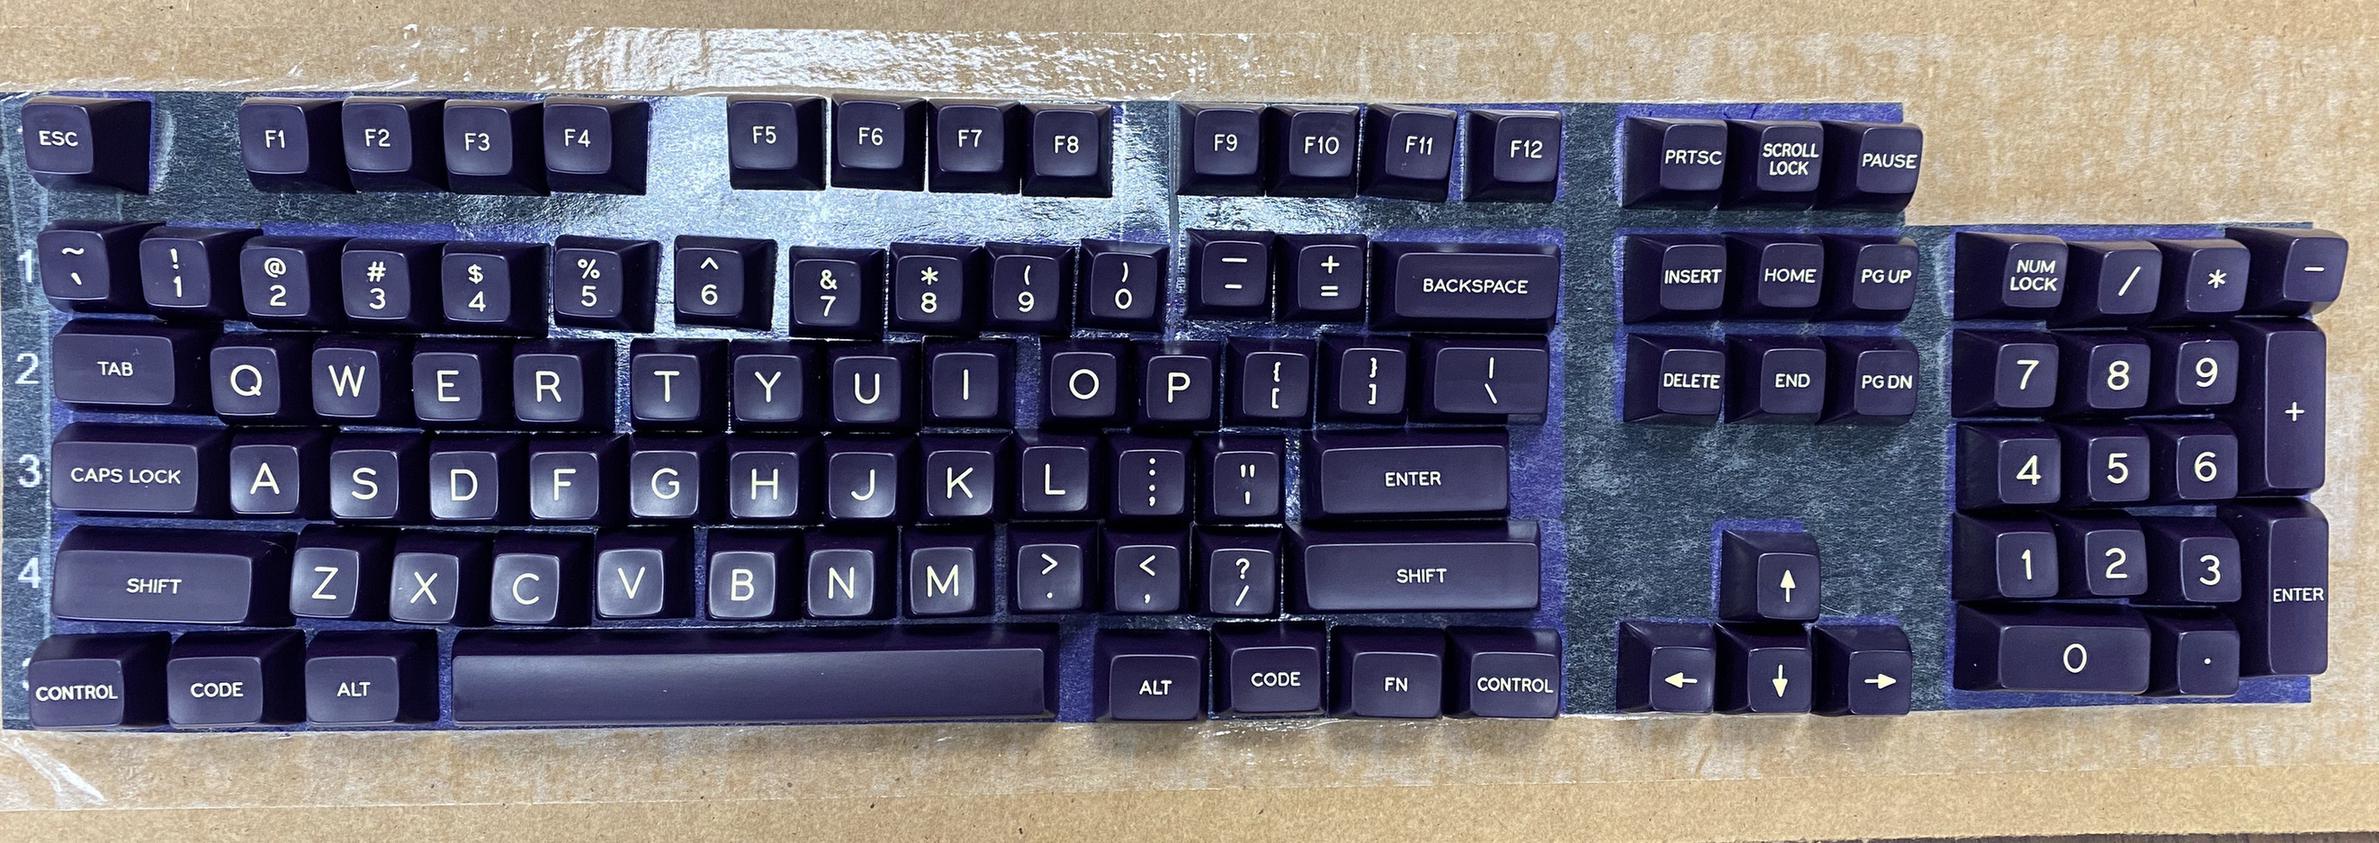 ESC F1 F2 F3 F4 F5 F6 F7 F8 F9 F10 F11 F12 PRTSC SCROLL LOCK PAUSE
1 ~ ` ! 1 @ 2 # 3 $ 4 % 5 ^ 6 & 7 * 8 ( 9 ) 0 — - + = BACKSPACE INSERT HOME PG UP NUM LOCK / * −
2 TAB Q W E R T Y U I O P { [ } ] | \ DELETE END PG DN 7 8 9 +
3 CAPS LOCK A S D F G H J K L : ; " ' ENTER 4 5 6
4 SHIFT Z X C V B N M > . < , ? / SHIFT ↑ 1 2 3 ENTER
CONTROL CODE ALT ALT CODE FN CONTROL ← ↓ → 0 .